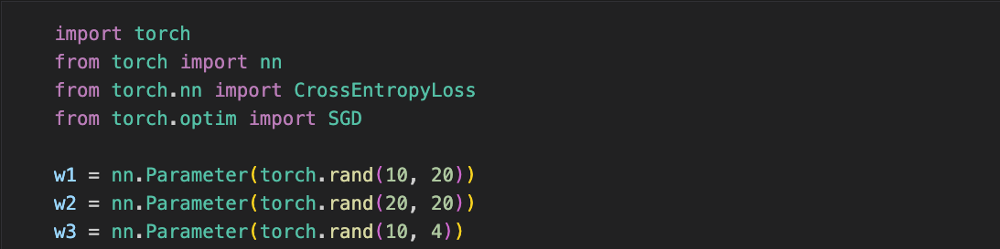 import torch
from torch import nn
from torch.nn import CrossEntropyLoss
from torch.optim import SGD
w1 = nn.Parameter(torch.rand(10, 20))
w2 = nn.Parameter(torch.rand(20, 20))
w3 = nn.Parameter(torch.rand(10, 4))